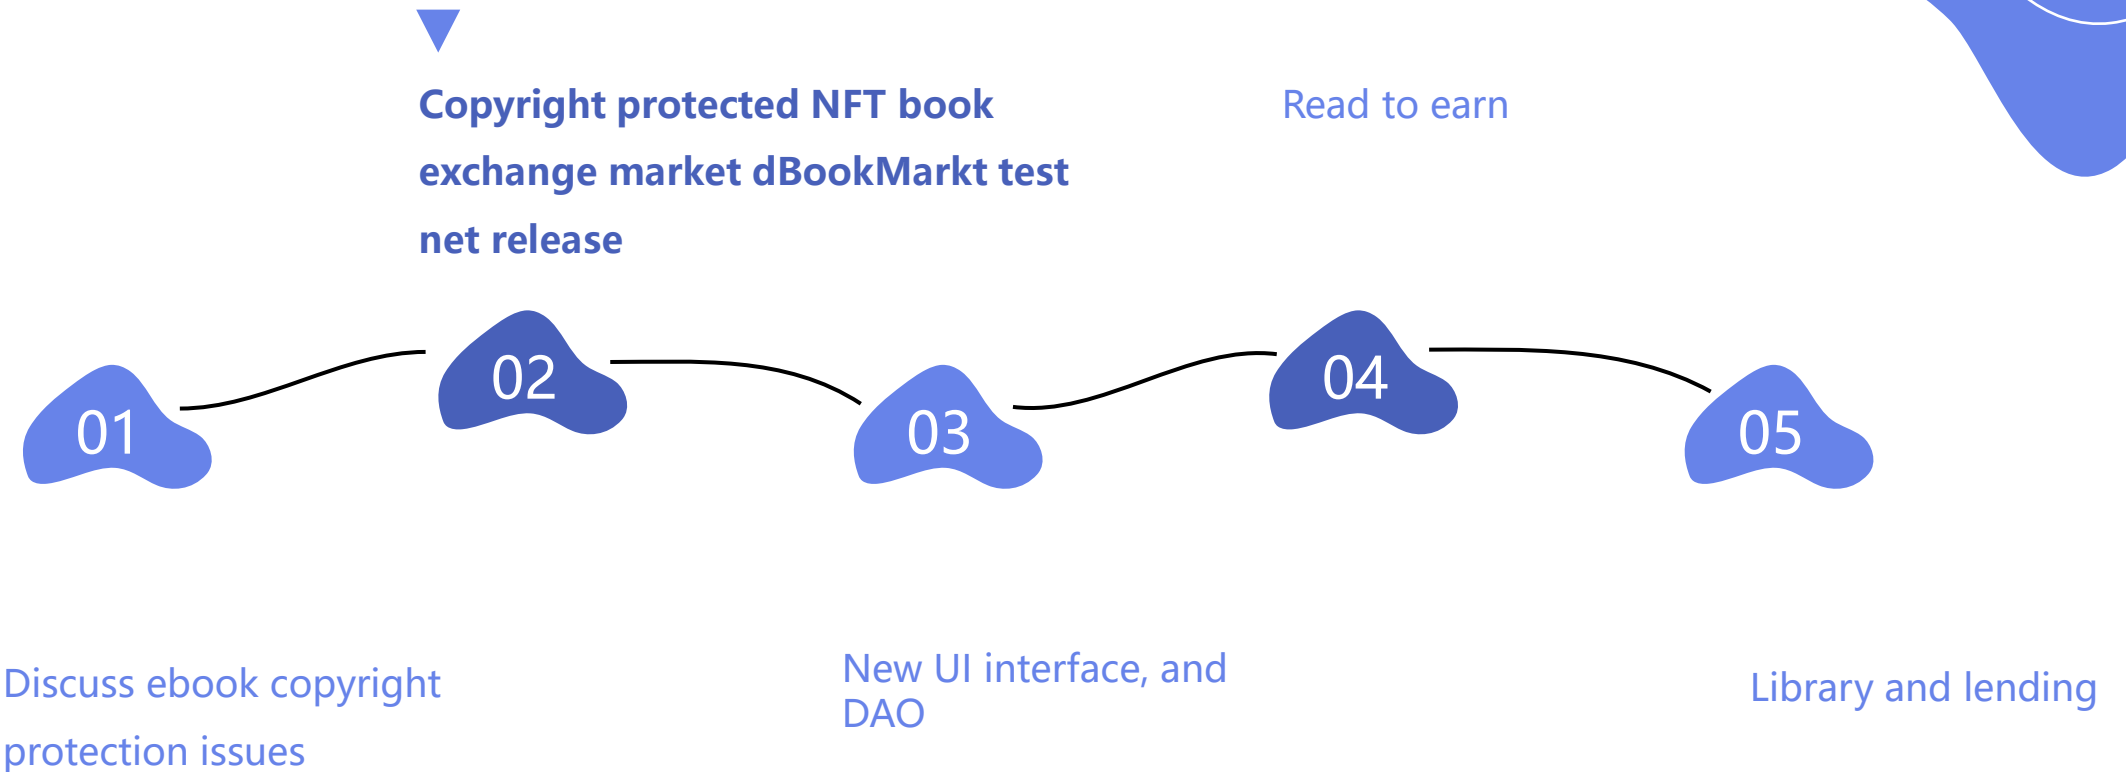 Copyright protected NFT book
exchange market dBookMarkt test
net release
Read to earn
01
02
03
04
05
Discuss ebook copyright
protection issues
New UI interface, and
DAO
Library and lending